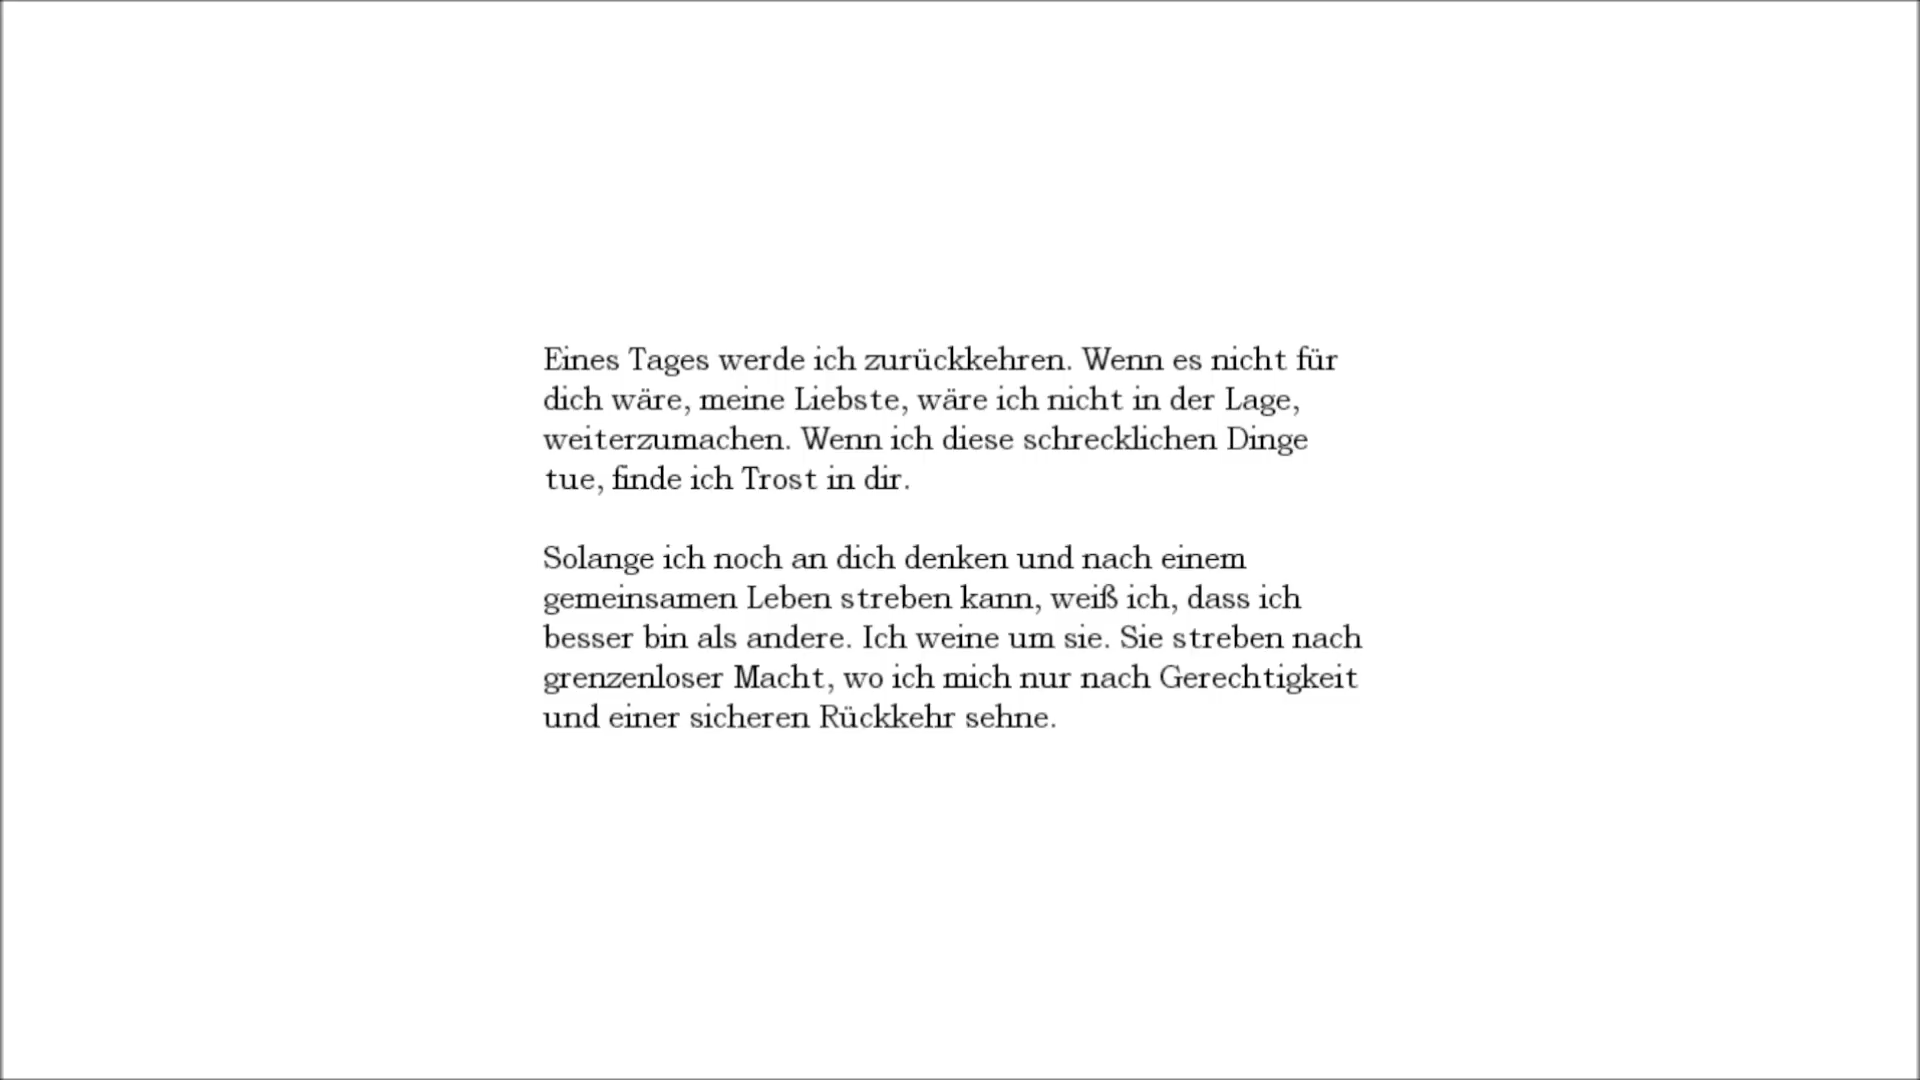 Eines Tages werde ich zurückkehren. Wenn es nicht für
dich wäre, meine Liebste, wäre ich nicht in der Lage,
weiterzumachen. Wenn ich diese schrecklichen Dinge
tue, finde ich Trost in dir.
Solange ich noch an dich denken und nach einem
gemeinsamen Leben streben kann, weiß ich, dass ich
besser bin als andere. Ich weine um sie. Sie streben nach
grenzenloser Macht, wo ich mich nur nach Gerechtigkeit
und einer sicheren Rückkehr sehne.